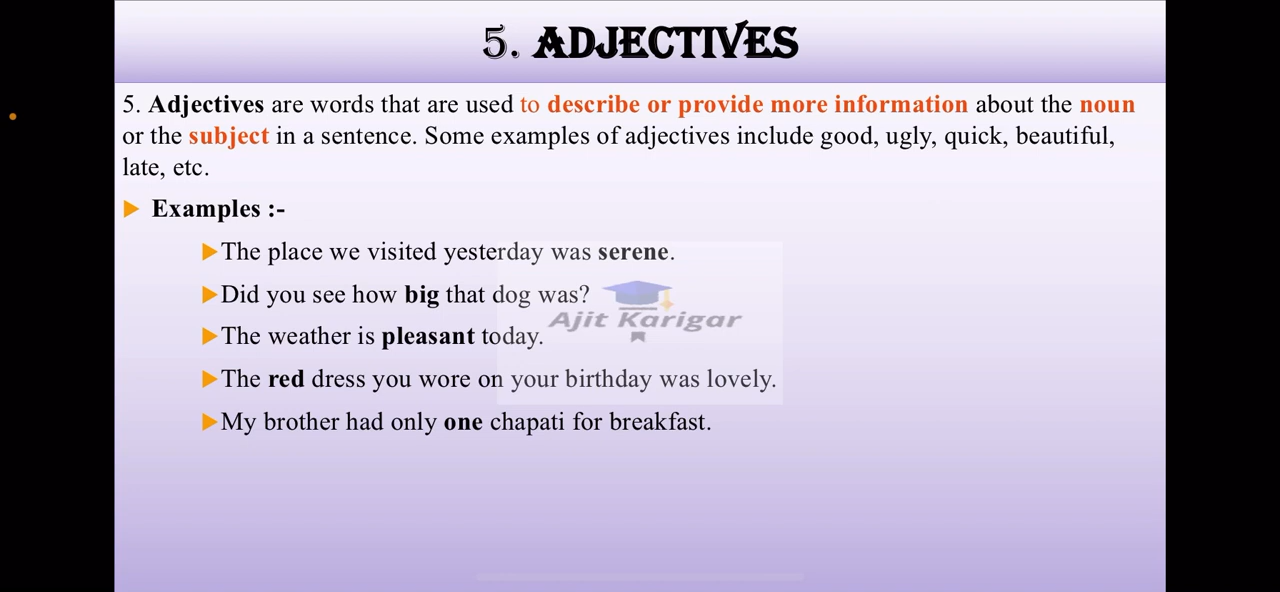 5. ADJECTIVES
5. Adjectives are words that are used to describe or provide more information about the noun
or the subject in a sentence. Some examples of adjectives include good, ugly, quick, beautiful,
late, etc.
Examples :-
The place we visited yesterday was serene.
Did you see how big that dog was?
Ajit Karigar
The weather is pleasant today.
The red dress you wore on your birthday was lovely.
My brother had only one chapati for breakfast.